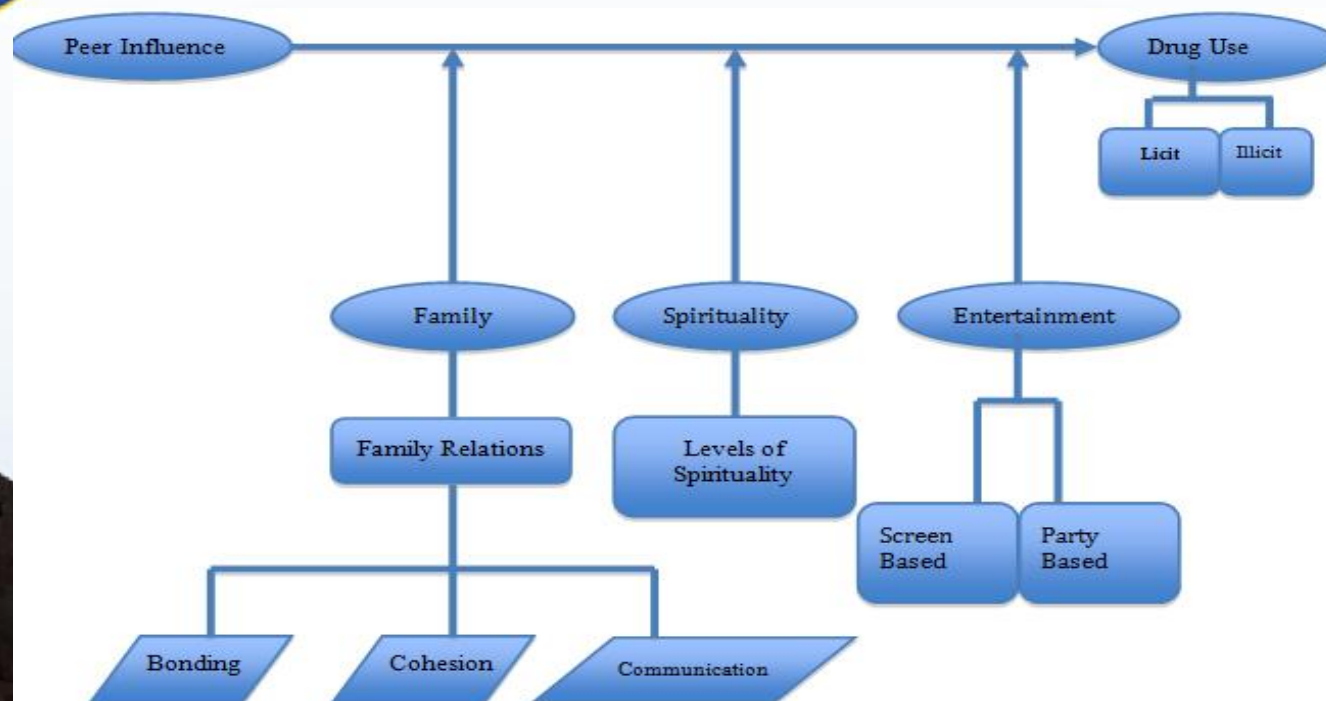 Peer Influence
Drug Use
Licit
Illicit
Family
Spirituality
Entertainment
Family Relations
Levels of
Spirituality
Screen
Based
Party
Based
Bonding
Cohesion
Communication